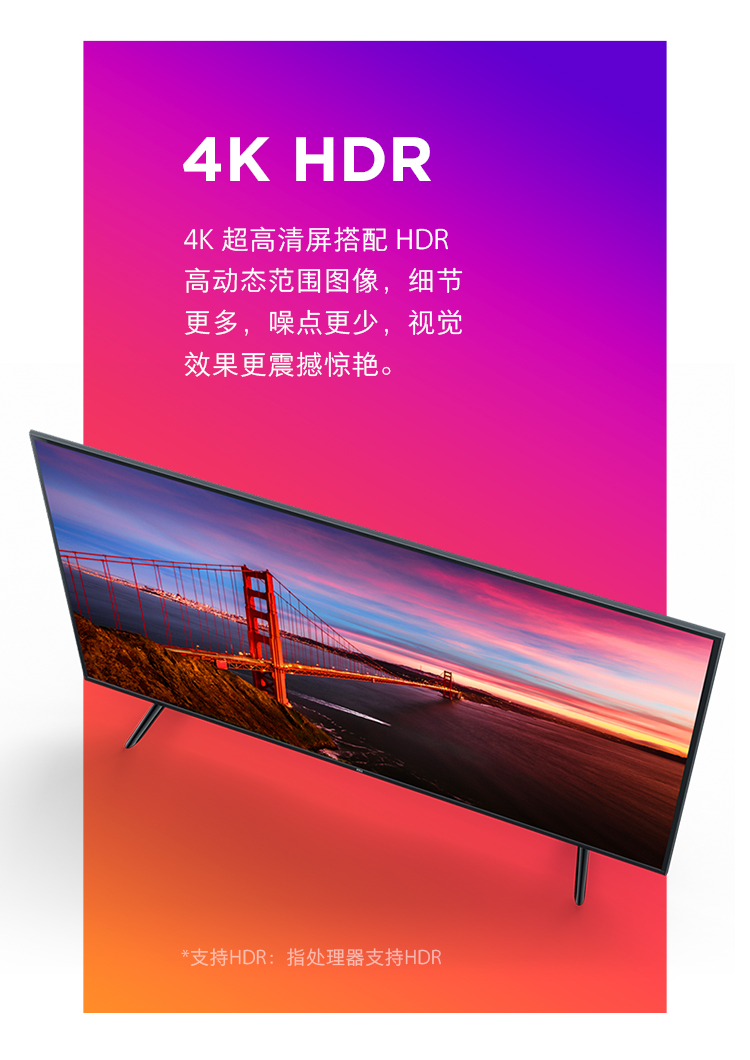 4K HDR
4K 超高清屏搭配 HDR
高动态范围图像，细节
更多，噪点更少，视觉
效果更震撼惊艳。
*支持HDR：指处理器支持HDR